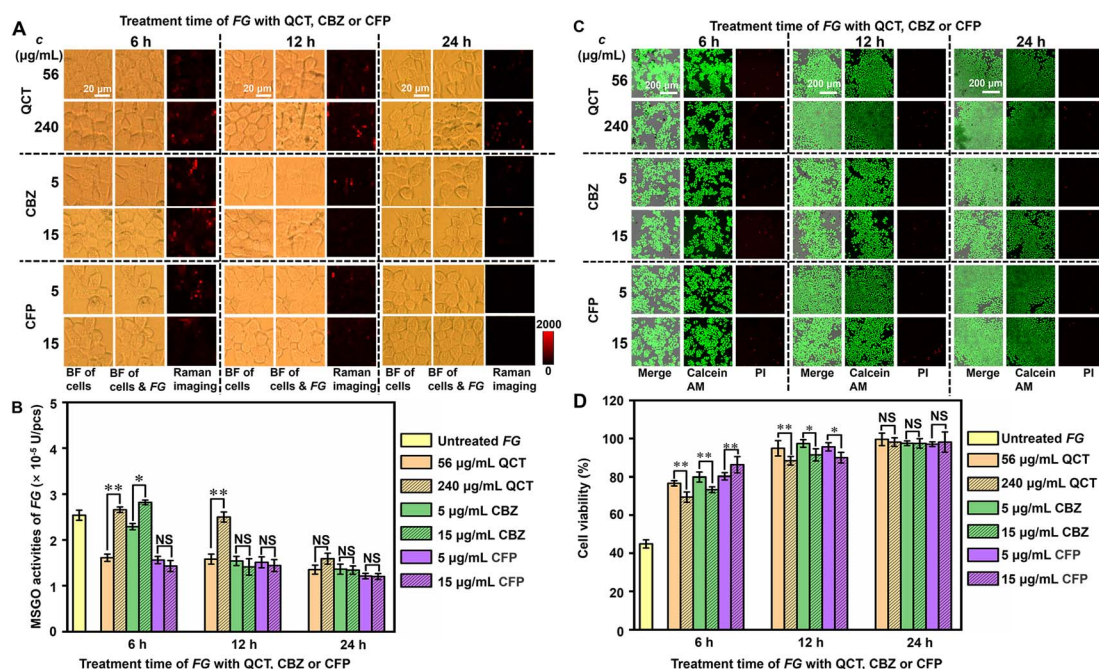 A
Treatment time of FG with QCT, CBZ or CFP
c
(μg/mL)
6 h
12 h
24 h
QCT
56
240
CBZ
5
15
CFP
5
15
20 μm
20 μm
20 μm
2000
0
BF of cells
BF of cells & FG
Raman imaging
BF of cells
BF of cells & FG
Raman imaging
BF of cells
BF of cells & FG
Raman imaging
B
MSGO activities of FG (× 10⁻⁵ U/pcs)
5
4
3
2
1
0
**
*
NS
**
NS
NS
NS
NS
NS
6 h
12 h
24 h
Treatment time of FG with QCT, CBZ or CFP
Untreated FG
56 μg/mL QCT
240 μg/mL QCT
5 μg/mL CBZ
15 μg/mL CBZ
5 μg/mL CFP
15 μg/mL CFP
C
Treatment time of FG with QCT, CBZ or CFP
c
(μg/mL)
6 h
12 h
24 h
QCT
56
240
CBZ
5
15
CFP
5
15
200 μm
200 μm
200 μm
Merge
Calcein AM
PI
Merge
Calcein AM
PI
Merge
Calcein AM
PI
D
Cell viability (%)
120
100
80
60
40
20
0
**
**
**
**
*
*
NS
NS
NS
6 h
12 h
24 h
Treatment time of FG with QCT, CBZ or CFP
Untreated FG
56 μg/mL QCT
240 μg/mL QCT
5 μg/mL CBZ
15 μg/mL CBZ
5 μg/mL CFP
15 μg/mL CFP